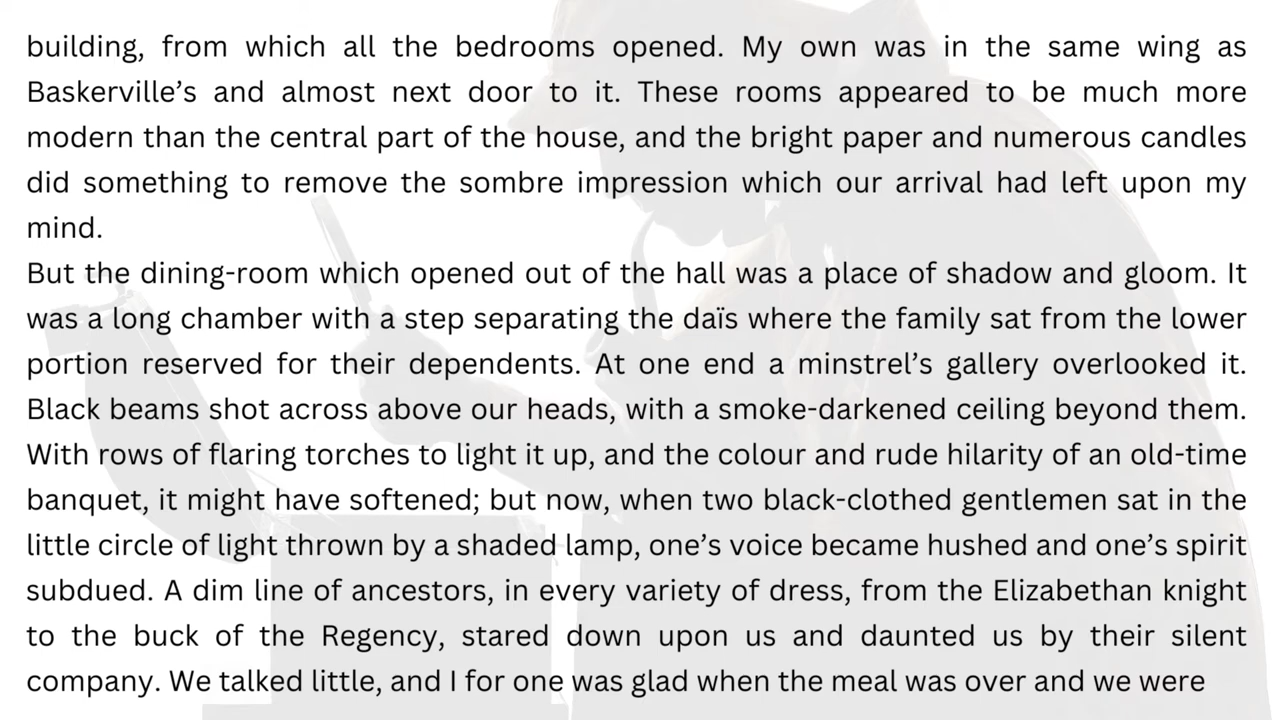 building, from which all the bedrooms opened. My own was in the same wing as
Baskerville’s and almost next door to it. These rooms appeared to be much more
modern than the central part of the house, and the bright paper and numerous candles
did something to remove the sombre impression which our arrival had left upon my
mind.
But the dining-room which opened out of the hall was a place of shadow and gloom. It
was a long chamber with a step separating the daïs where the family sat from the lower
portion reserved for their dependents. At one end a minstrel’s gallery overlooked it.
Black beams shot across above our heads, with a smoke-darkened ceiling beyond them.
With rows of flaring torches to light it up, and the colour and rude hilarity of an old-time
banquet, it might have softened; but now, when two black-clothed gentlemen sat in the
little circle of light thrown by a shaded lamp, one’s voice became hushed and one’s spirit
subdued. A dim line of ancestors, in every variety of dress, from the Elizabethan knight
to the buck of the Regency, stared down upon us and daunted us by their silent
company. We talked little, and I for one was glad when the meal was over and we were